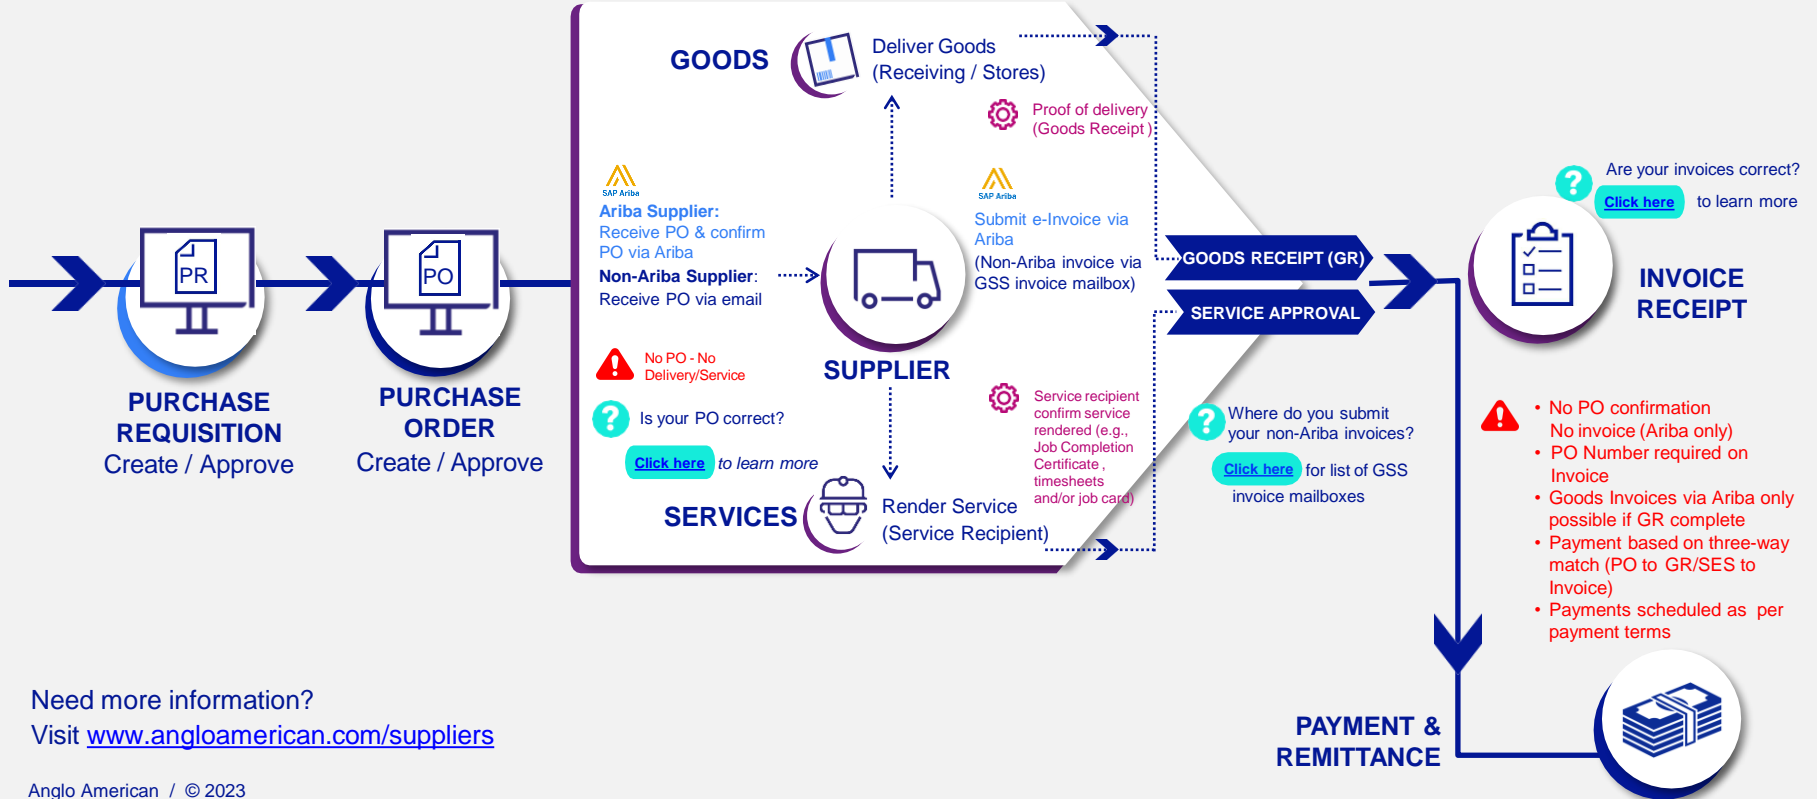 PR
PURCHASE
REQUISITION
Create / Approve
PO
PURCHASE
ORDER
Create / Approve
GOODS
Deliver Goods
(Receiving / Stores)
Proof of delivery
(Goods Receipt )
SAP Ariba
Ariba Supplier:
Receive PO & confirm
PO via Ariba
Non-Ariba Supplier:
Receive PO via email
No PO - No
Delivery/Service
Is your PO correct?
Click here to learn more
SUPPLIER
SAP Ariba
Submit e-Invoice via
Ariba
(Non-Ariba invoice via
GSS invoice mailbox)
Service recipient
confirm service
rendered (e.g.,
Job Completion
Certificate ,
timesheets
and/or job card)
SERVICES
Render Service
(Service Recipient)
GOODS RECEIPT (GR)
SERVICE APPROVAL
Where do you submit
your non-Ariba invoices?
Click here for list of GSS
invoice mailboxes
Are your invoices correct?
Click here to learn more
INVOICE
RECEIPT
• No PO confirmation
No invoice (Ariba only)
• PO Number required on
Invoice
• Goods Invoices via Ariba only
possible if GR complete
• Payment based on three-way
match (PO to GR/SES to
Invoice)
• Payments scheduled as per
payment terms
PAYMENT &
REMITTANCE
Need more information?
Visit www.angloamerican.com/suppliers
Anglo American / © 2023